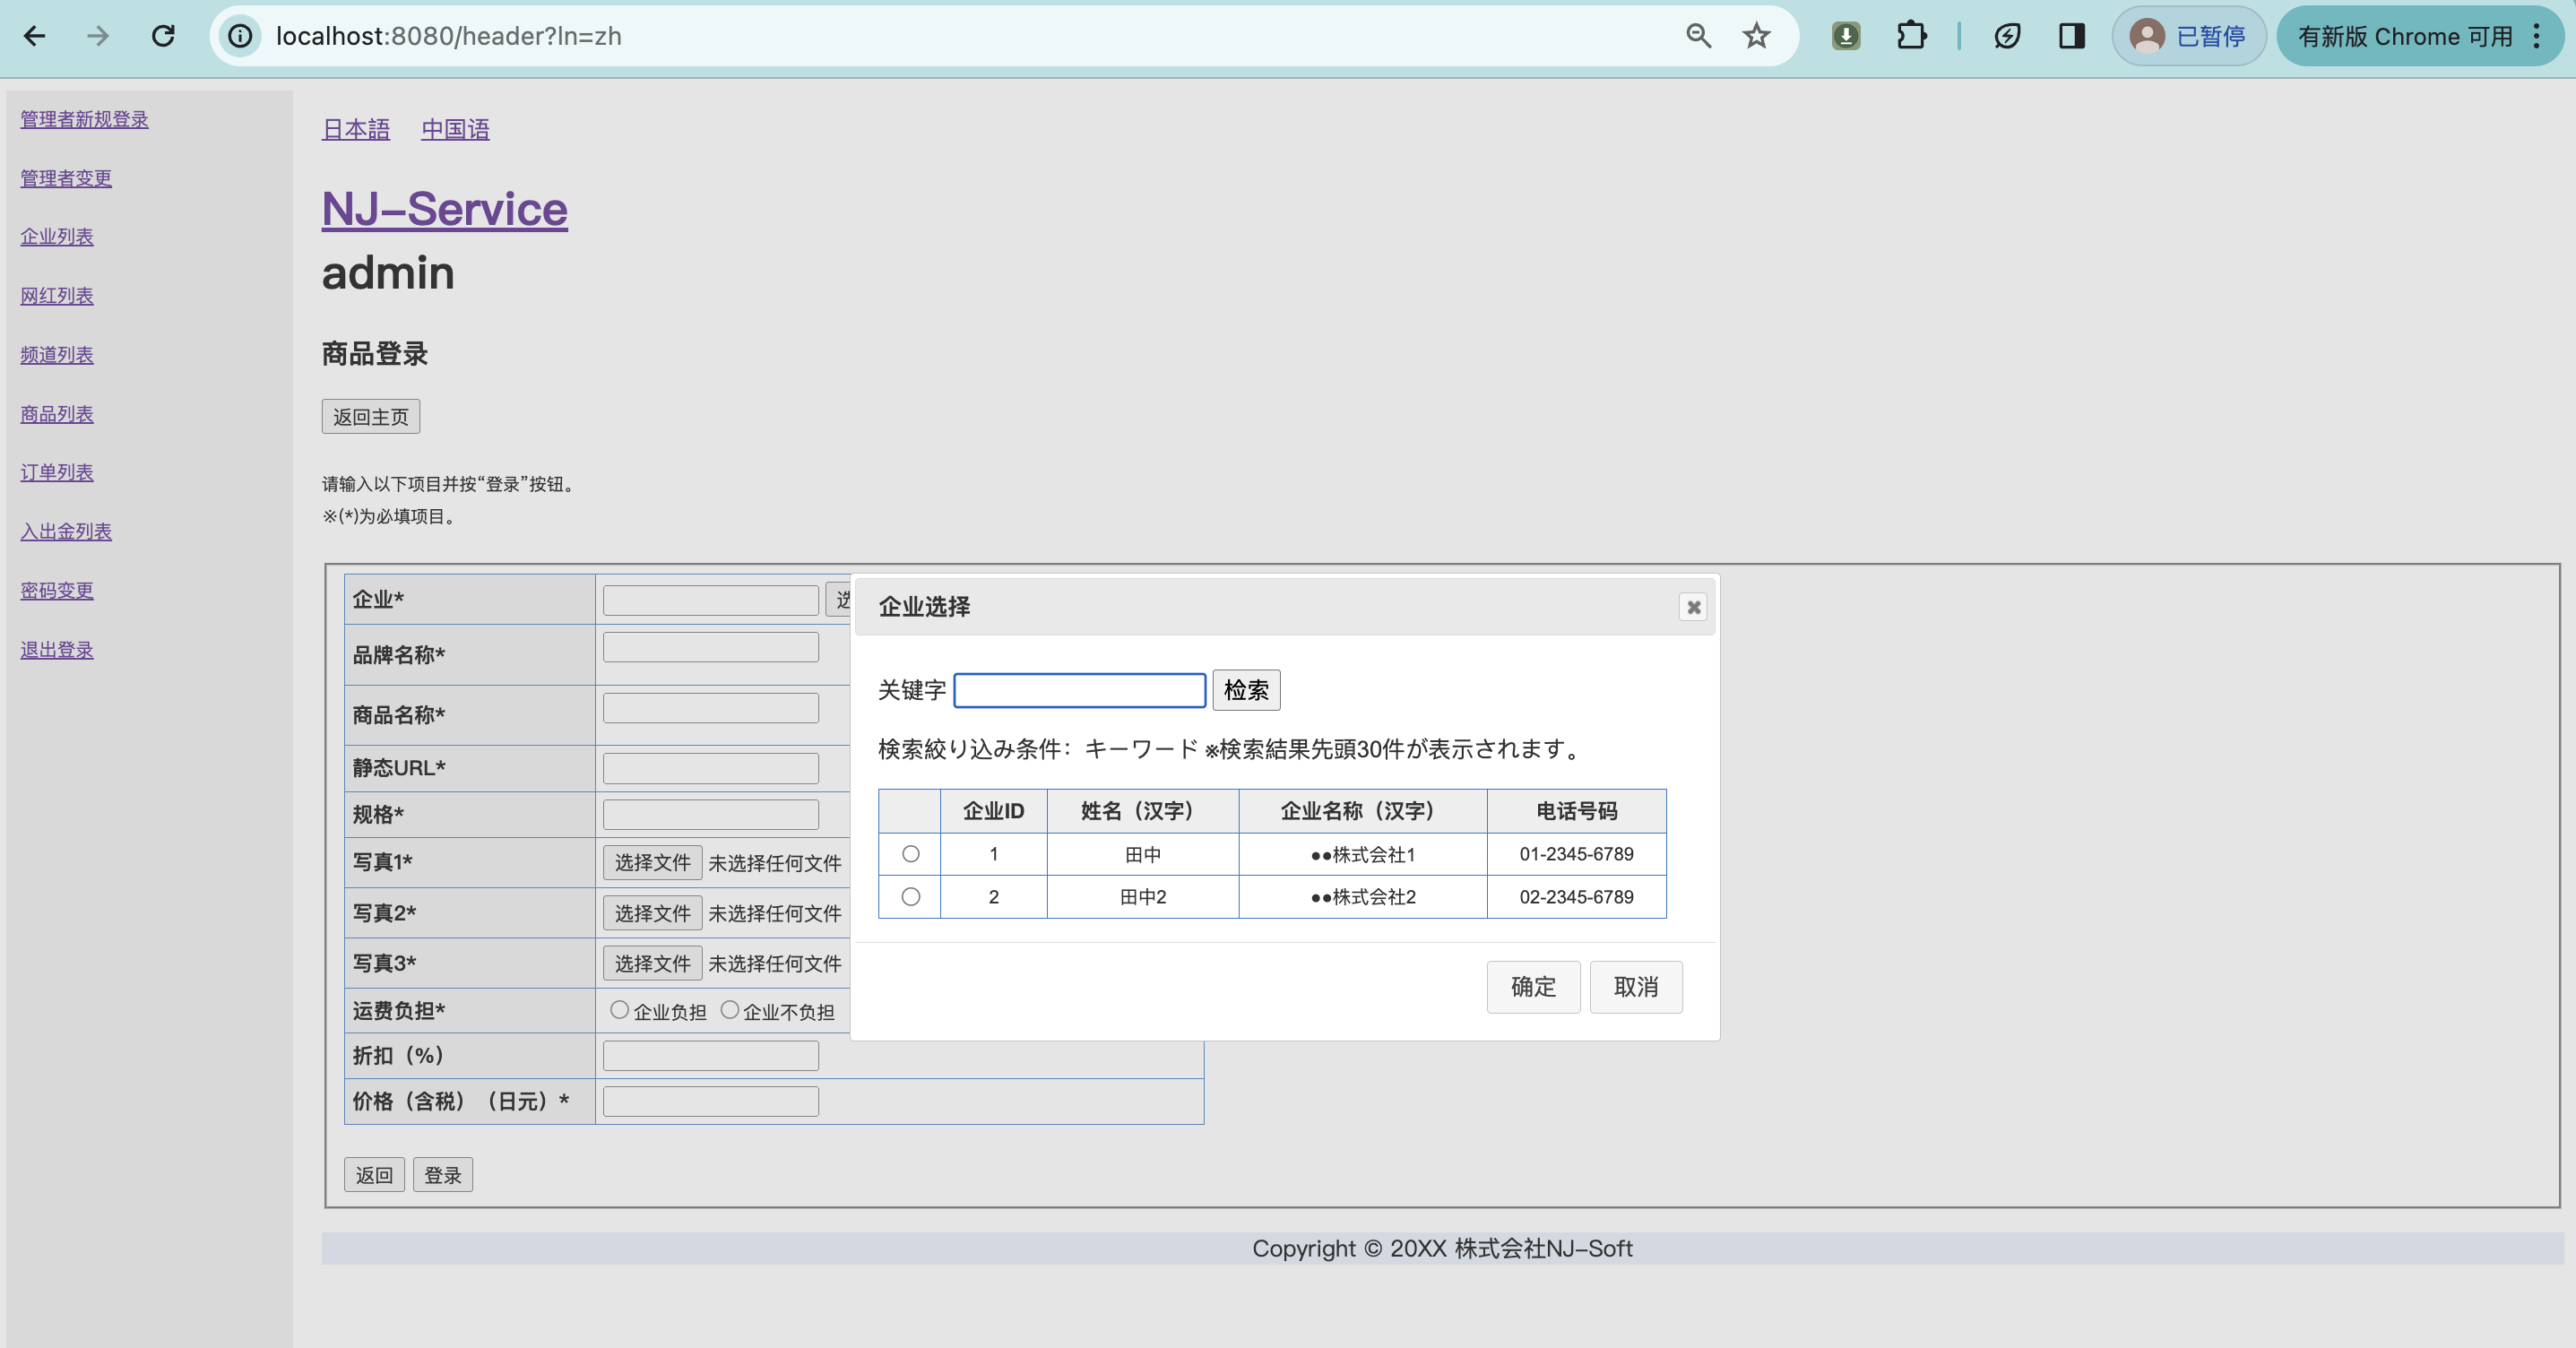 localhost:8080/header?ln=zh
已暂停
有新版 Chrome 可用
管理者新规登录
管理者变更
企业列表
网红列表
频道列表
商品列表
订单列表
入出金列表
密码变更
退出登录
日本語 中国语
NJ-Service
admin
商品登录
返回主页
请输入以下项目并按“登录”按钮。
※(*)为必填项目。
企业* 选
品牌名称*
商品名称*
静态URL*
规格*
写真1* 选择文件 未选择任何文件
写真2* 选择文件 未选择任何文件
写真3* 选择文件 未选择任何文件
运费负担* 企业负担 企业不负担
折扣（%）
价格（含税）（日元）*
返回 登录
企业选择
关键字 检索
検索絞り込み条件：キーワード ※検索結果先頭30件が表示されます。
企业ID 姓名（汉字） 企业名称（汉字） 电话号码
1 田中 ●●株式会社1 01-2345-6789
2 田中2 ●●株式会社2 02-2345-6789
确定 取消
Copyright © 20XX 株式会社NJ-Soft